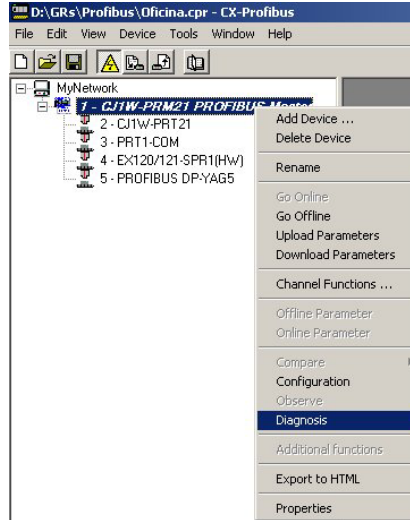 D:\GRs\Profibus\Oficina.cpr - CX-Profibus
File Edit View Device Tools Window Help
MyNetwork
1 - CJ1W-PRM21 PROFIBUS Master
2 - CJ1W-PRT21
3 - PRT1-COM
4 - EX120/121-SPR1(HW)
5 - PROFIBUS DP-YAG5
Add Device ...
Delete Device
Rename
Go Online
Go Offline
Upload Parameters
Download Parameters
Channel Functions ...
Offline Parameter
Online Parameter
Compare
Configuration
Observe
Diagnosis
Additional functions
Export to HTML
Properties